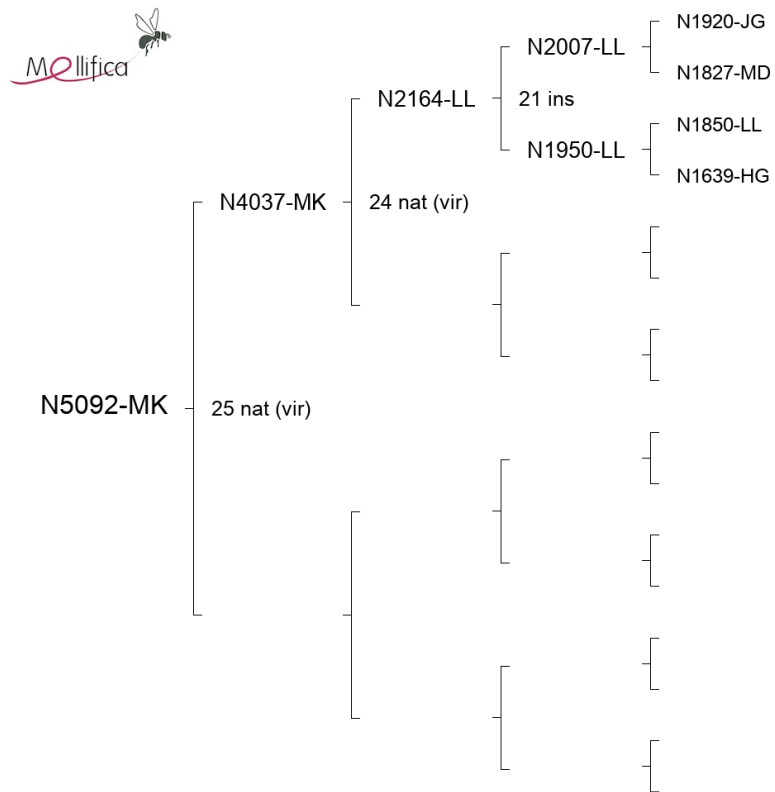 Mellifica
N1920-JG
N2007-LL
N1827-MD
N2164-LL
21 ins
N1850-LL
N1950-LL
N1639-HG
N4037-MK
24 nat (vir)
N5092-MK
25 nat (vir)